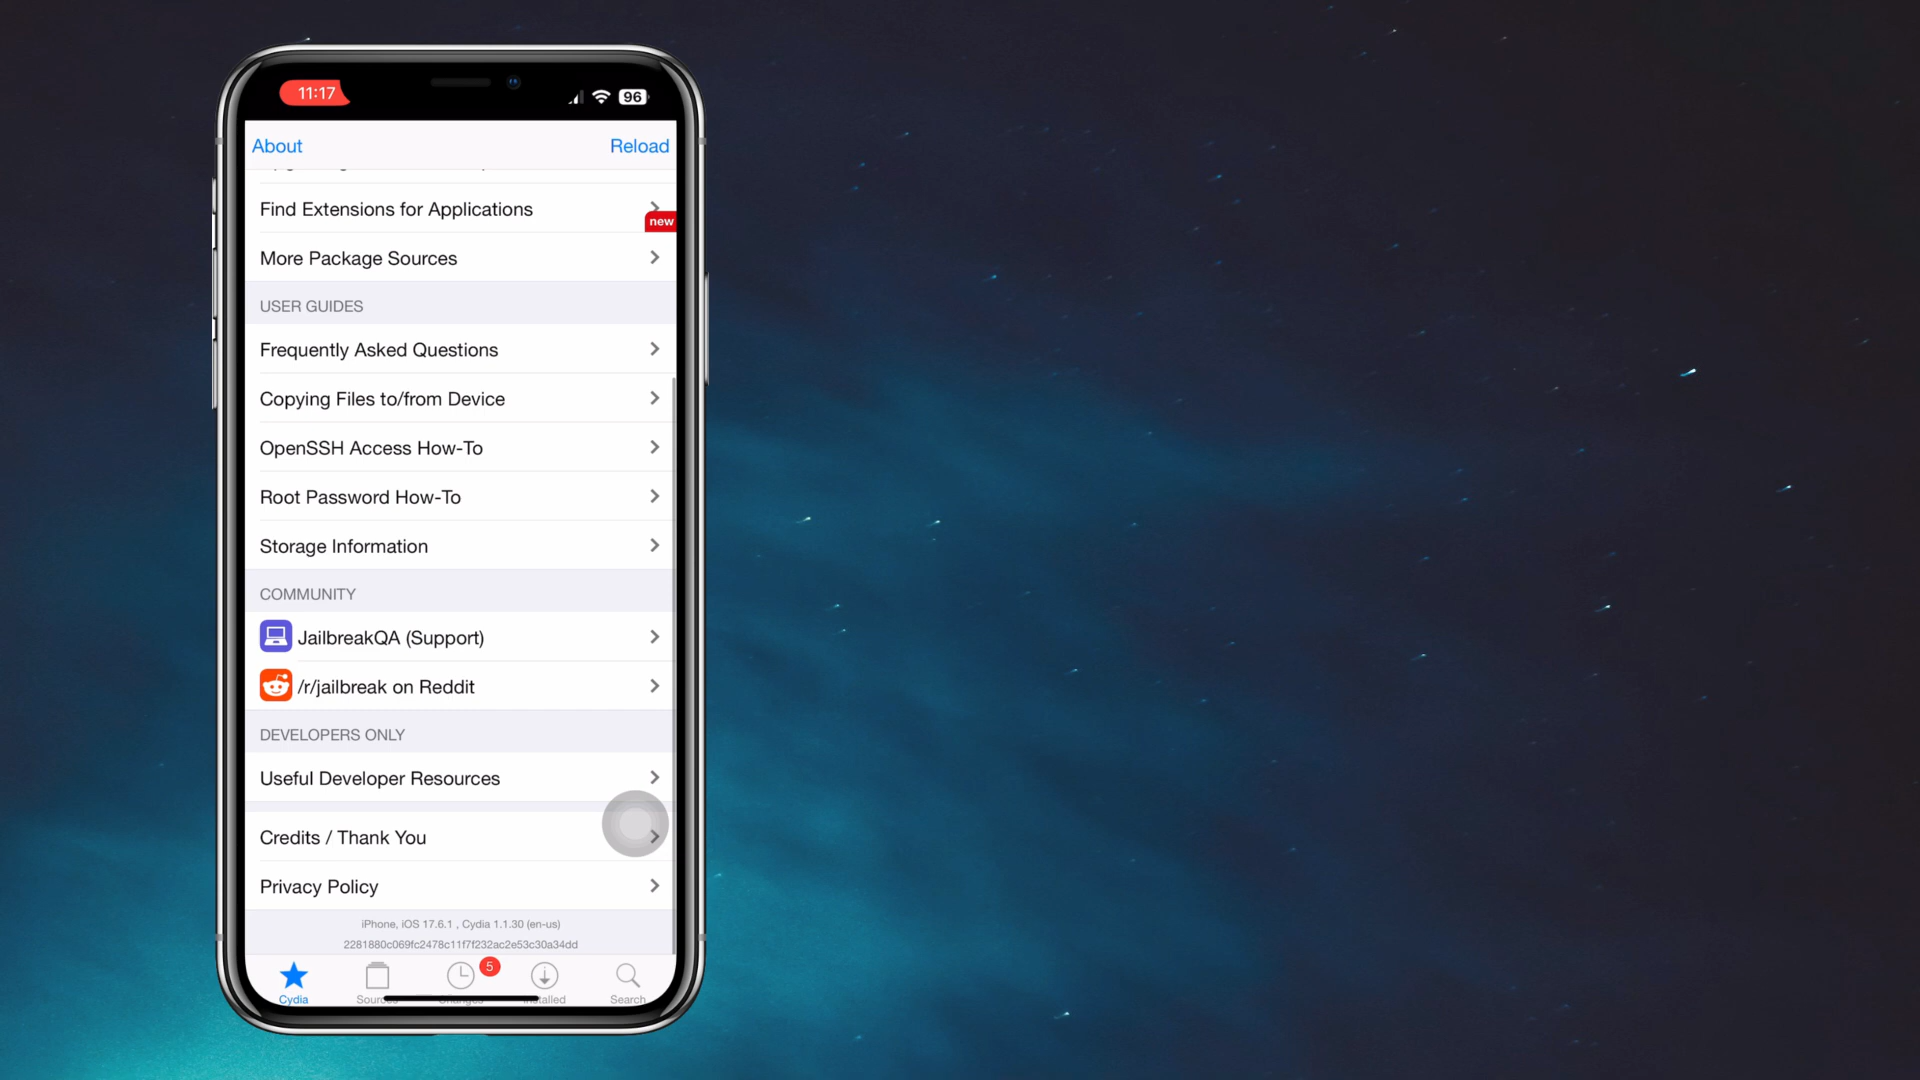 11:17
96
About
Reload
Find Extensions for Applications
new
More Package Sources
USER GUIDES
Frequently Asked Questions
Copying Files to/from Device
OpenSSH Access How-To
Root Password How-To
Storage Information
COMMUNITY
JailbreakQA (Support)
/r/jailbreak on Reddit
DEVELOPERS ONLY
Useful Developer Resources
Credits / Thank You
Privacy Policy
iPhone, iOS 17.6.1 , Cydia 1.1.30 (en-us)
2281880c069fc2478c11f7f232ac2e53c30a34dd
5
Cydia
Sources
Changes
Installed
Search